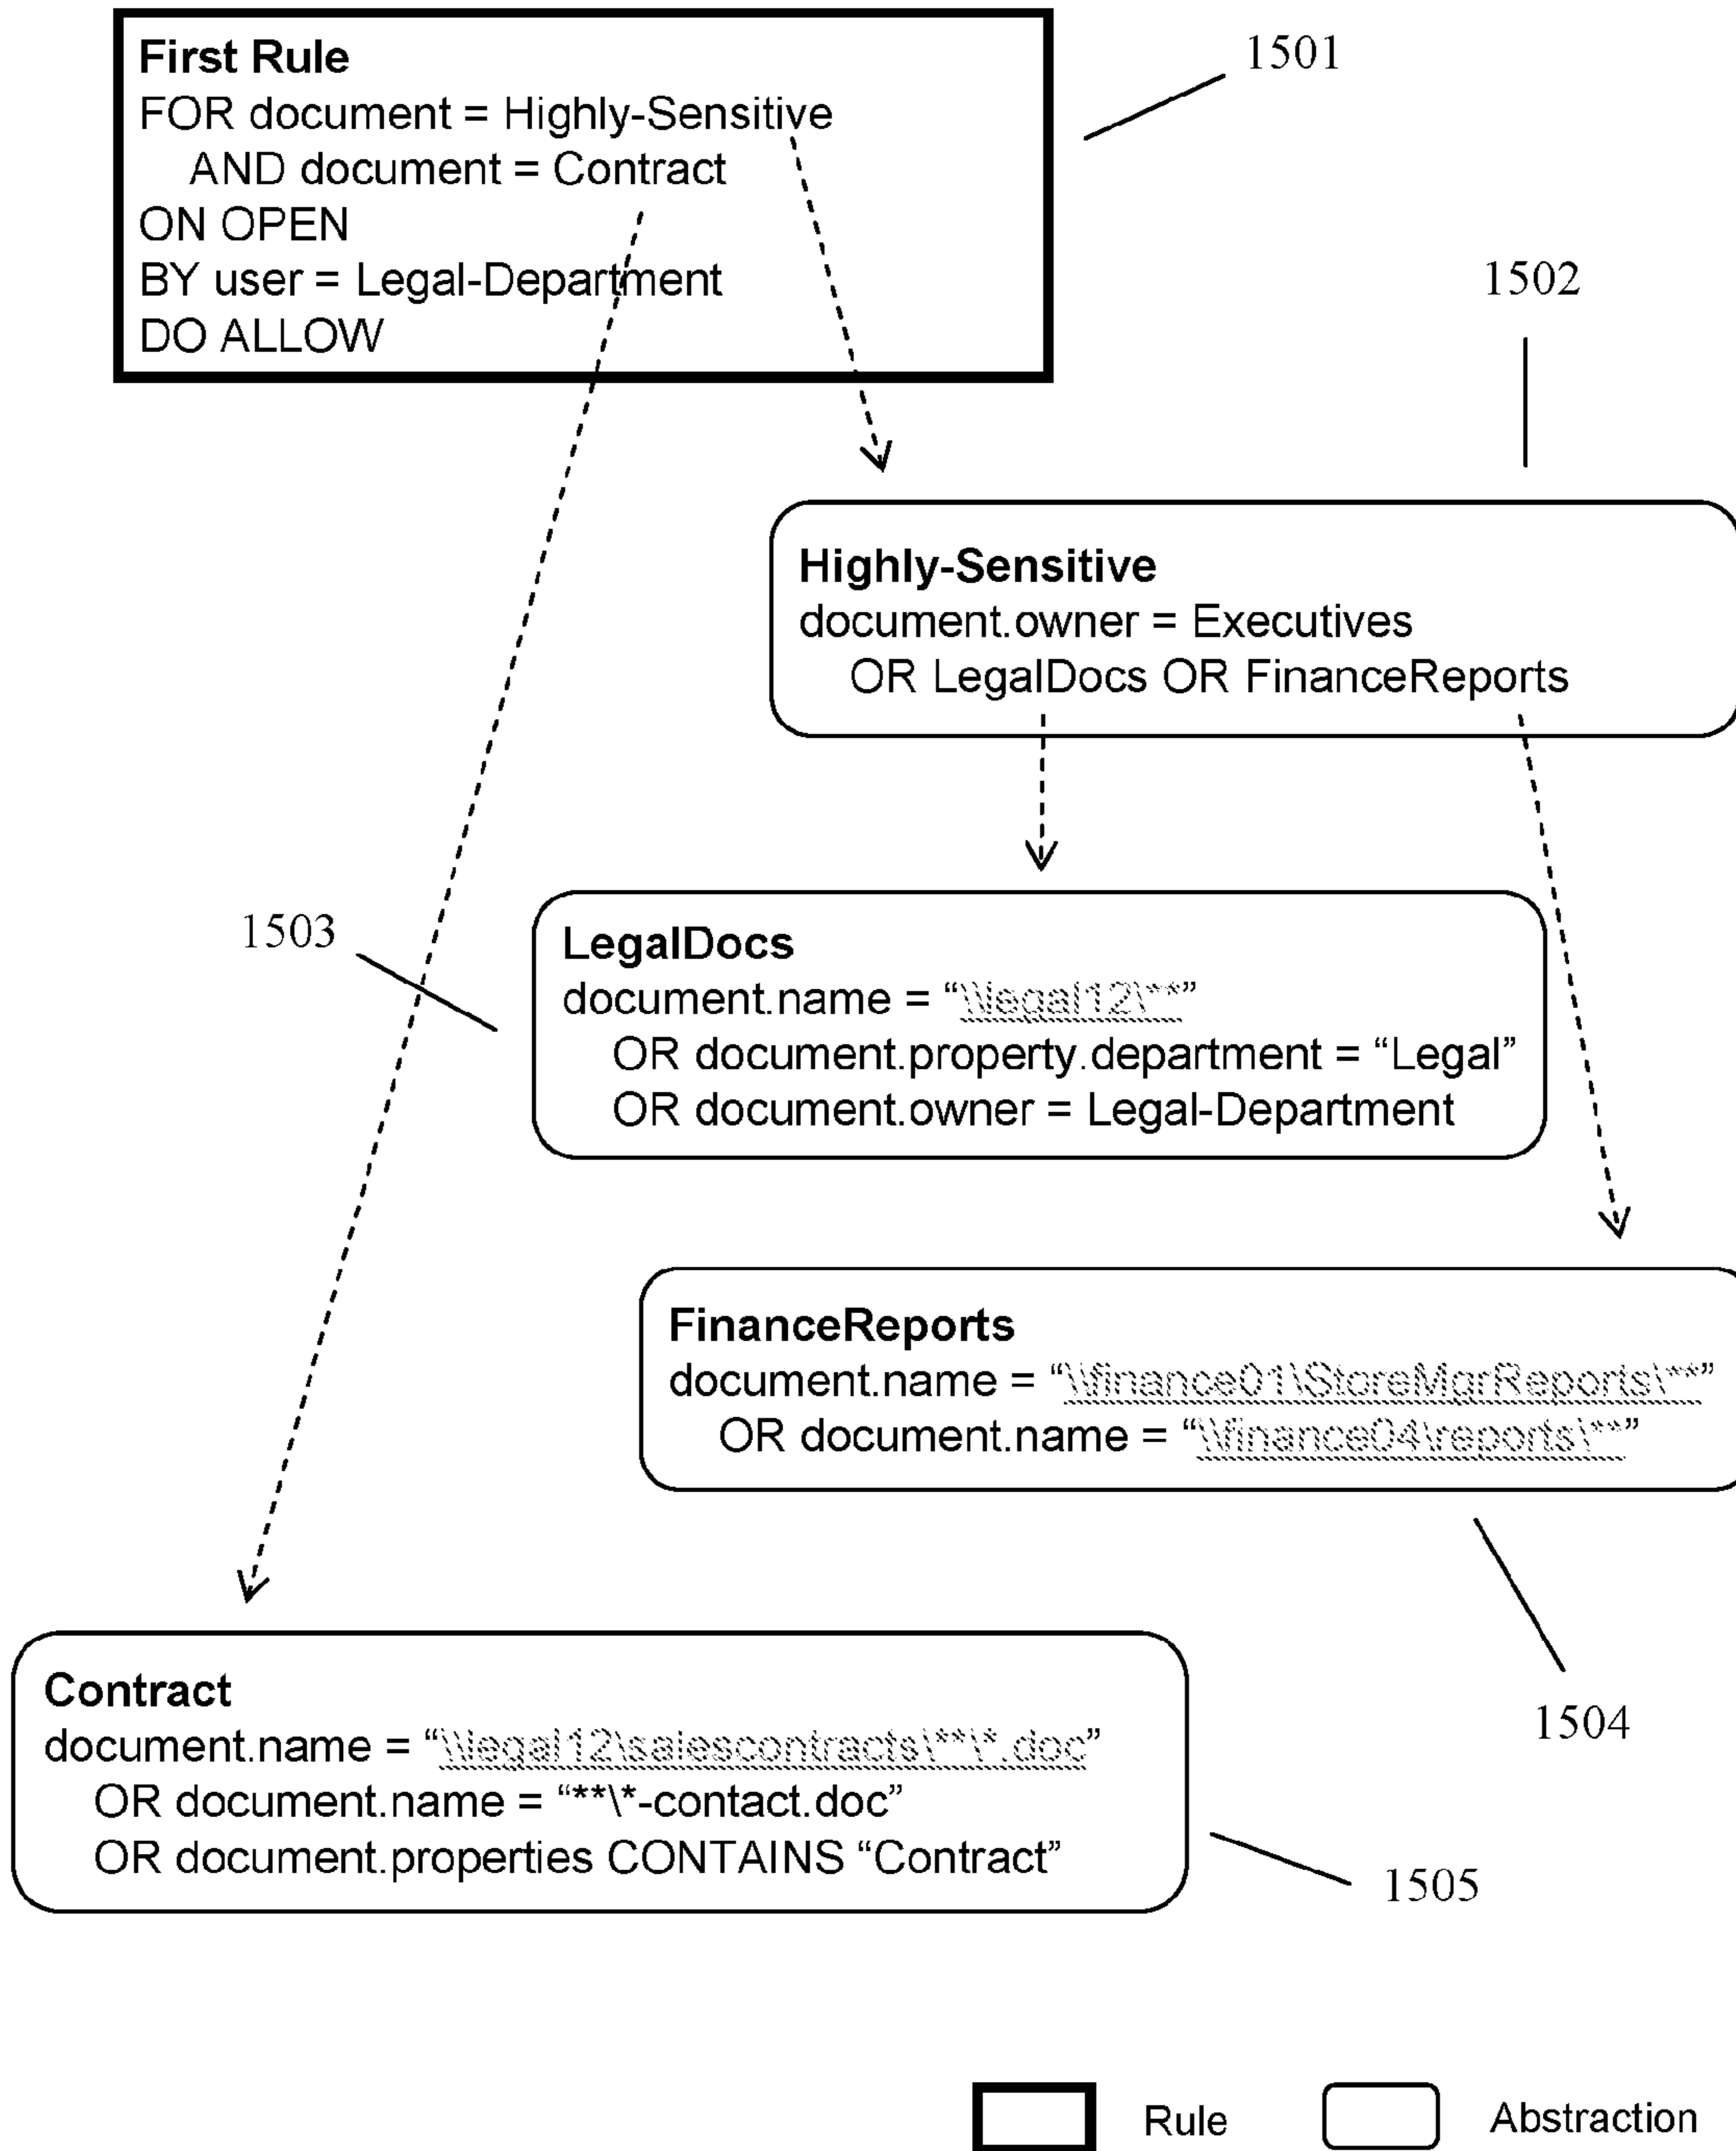 First Rule
FOR document = Highly-Sensitive
AND document = Contract
ON OPEN
BY user = Legal-Department
DO ALLOW
1501
1502
Highly-Sensitive
document.owner = Executives
OR LegalDocs OR FinanceReports
1503
LegalDocs
document.name = “\\legal12\**”
OR document.property.department = “Legal”
OR document.owner = Legal-Department
FinanceReports
document.name = “\\finance01\StoreMgrReports\**”
OR document.name = “\\finance04\reports\**”
1504
Contract
document.name = “\\legal12\salescontracts\**\*.doc”
OR document.name = “**\*-contact.doc”
OR document.properties CONTAINS “Contract”
1505
Rule
Abstraction